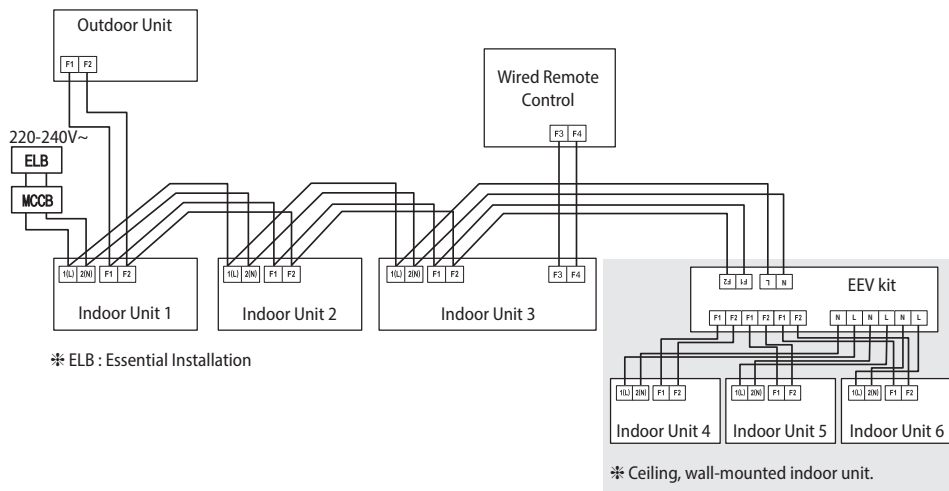 Outdoor Unit
F1 F2
Wired Remote
Control
F3 F4
220-240V~
ELB
MCCB
1(L) 2(N) F1 F2
Indoor Unit 1
1(L) 2(N) F1 F2
Indoor Unit 2
1(L) 2(N) F1 F2 F3 F4
Indoor Unit 3
F2 F1 L N
EEV kit
F1 F2 F1 F2 F1 F2 N L N L N L
❈ ELB : Essential Installation
1(L) 2(N) F1 F2
Indoor Unit 4
1(L) 2(N) F1 F2
Indoor Unit 5
1(L) 2(N) F1 F2
Indoor Unit 6
❈ Ceiling, wall-mounted indoor unit.